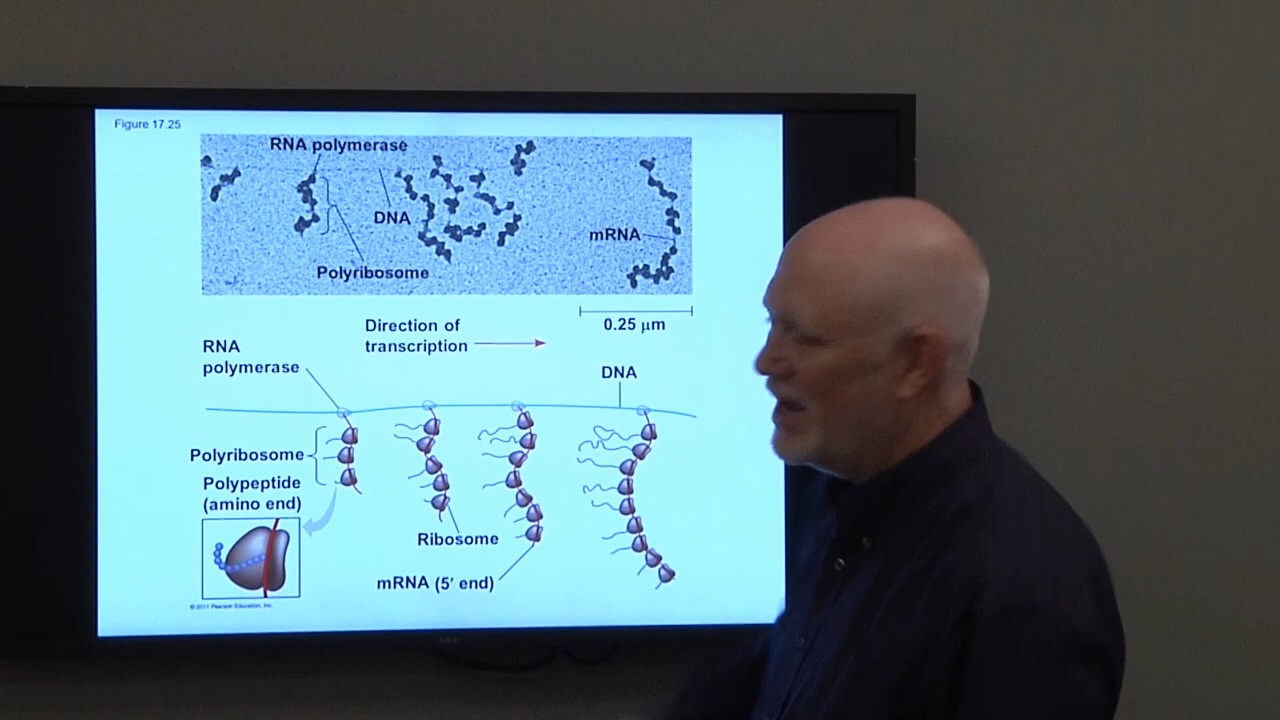 Figure 17.25
RNA polymerase
DNA
mRNA
Polyribosome
0.25 μm
Direction of
transcription
RNA
polymerase
DNA
Polyribosome
Polypeptide
(amino end)
Ribosome
mRNA (5′ end)
© 2011 Pearson Education, Inc.